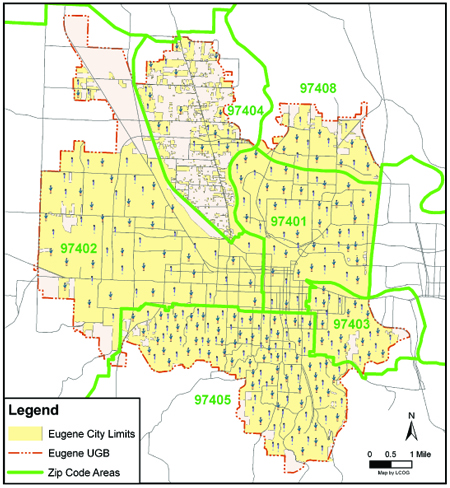 97408
97404
97401
97402
97403
97405
Legend
Eugene City Limits
Eugene UGB
Zip Code Areas
N
0 0.5 1 Mile
Map by LCOG